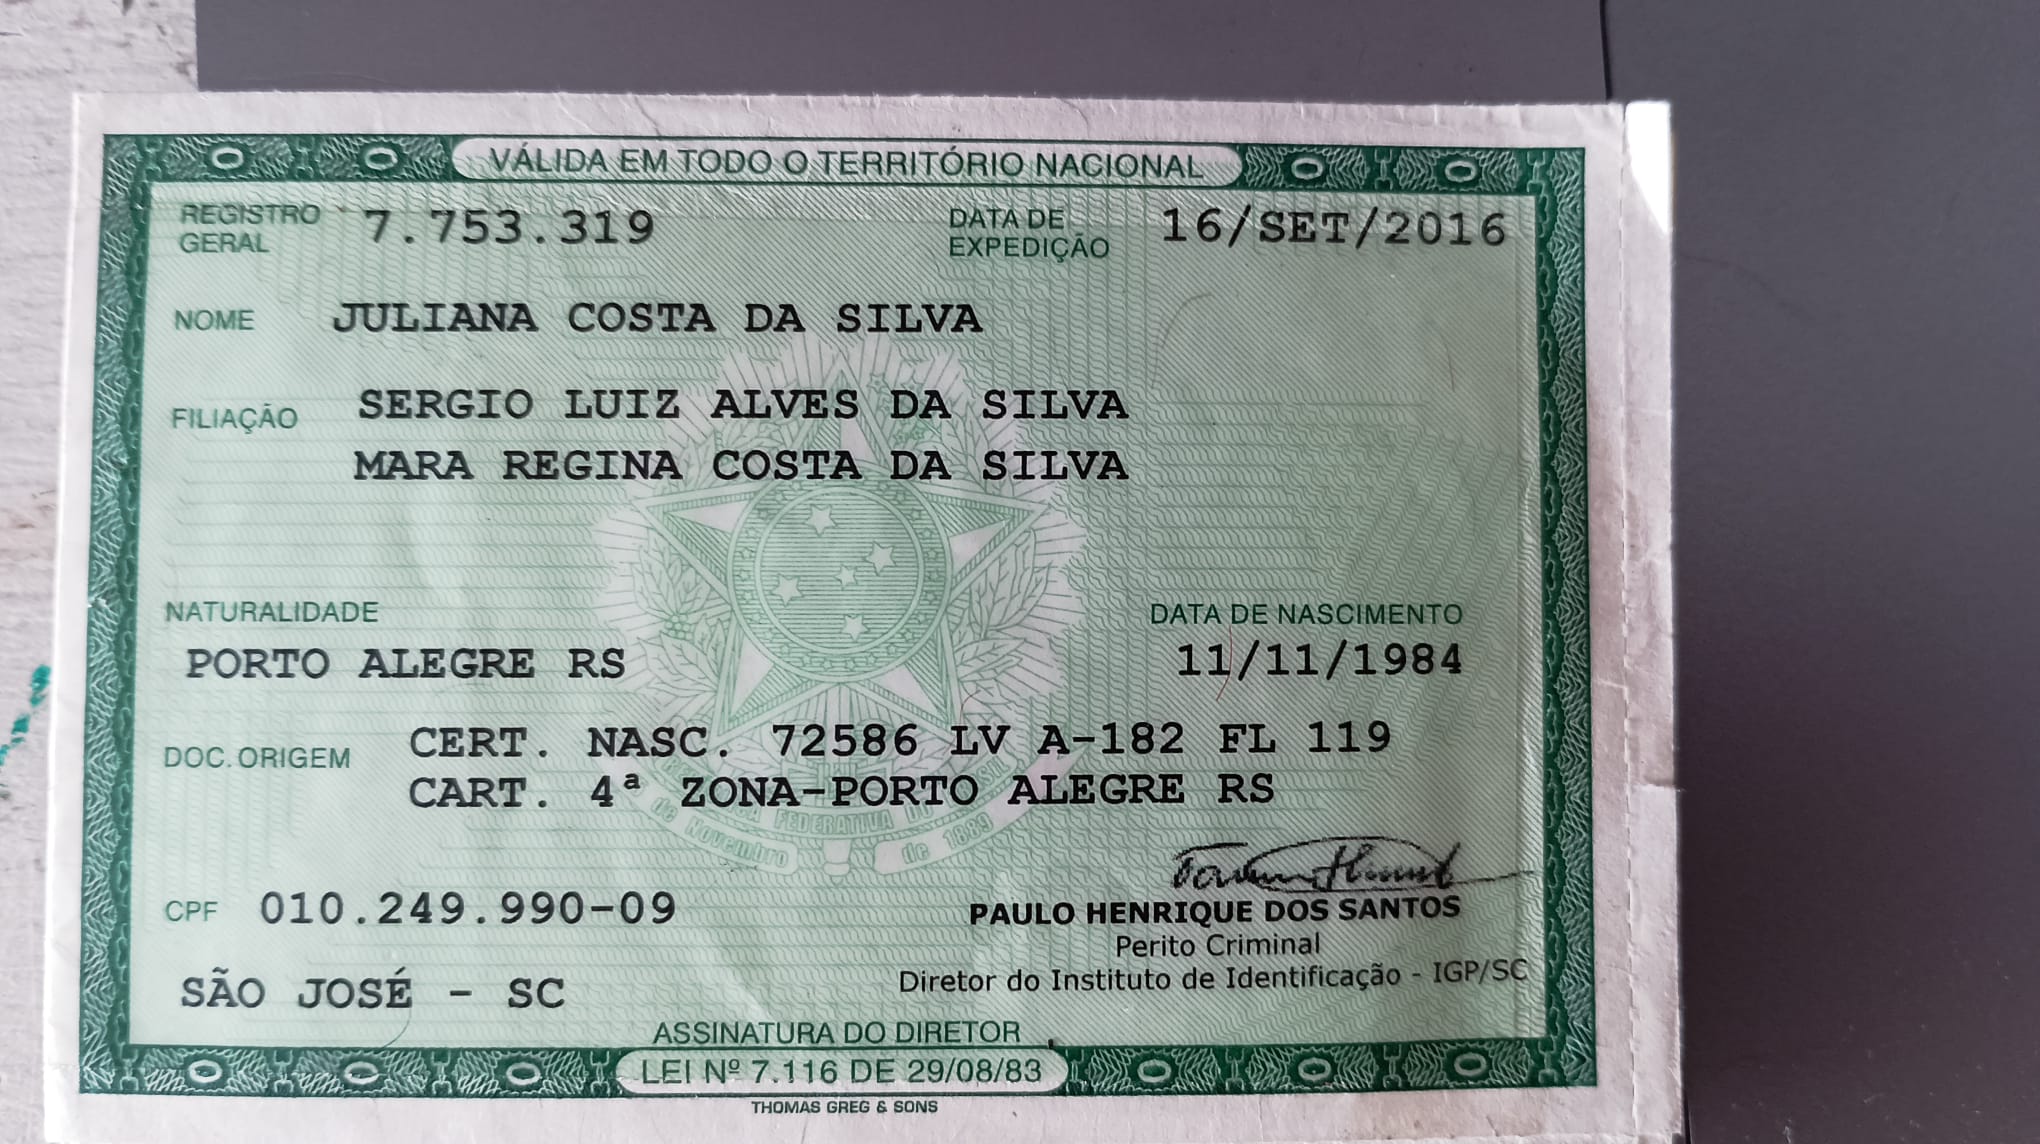 VÁLIDA EM TODO O TERRITÓRIO NACIONAL
REGISTRO GERAL 7.753.319 DATA DE EXPEDIÇÃO 16/SET/2016
NOME JULIANA COSTA DA SILVA
FILIAÇÃO SERGIO LUIZ ALVES DA SILVA
MARA REGINA COSTA DA SILVA
NATURALIDADE DATA DE NASCIMENTO
PORTO ALEGRE RS 11/11/1984
DOC. ORIGEM CERT. NASC. 72586 LV A-182 FL 119
CART. 4ª ZONA-PORTO ALEGRE RS
de Novembro de 1889
CPF 010.249.990-09
PAULO HENRIQUE DOS SANTOS
Perito Criminal
Diretor do Instituto de Identificação - IGP/SC
SÃO JOSÉ - SC
ASSINATURA DO DIRETOR
LEI Nº 7.116 DE 29/08/83
THOMAS GREG & SONS